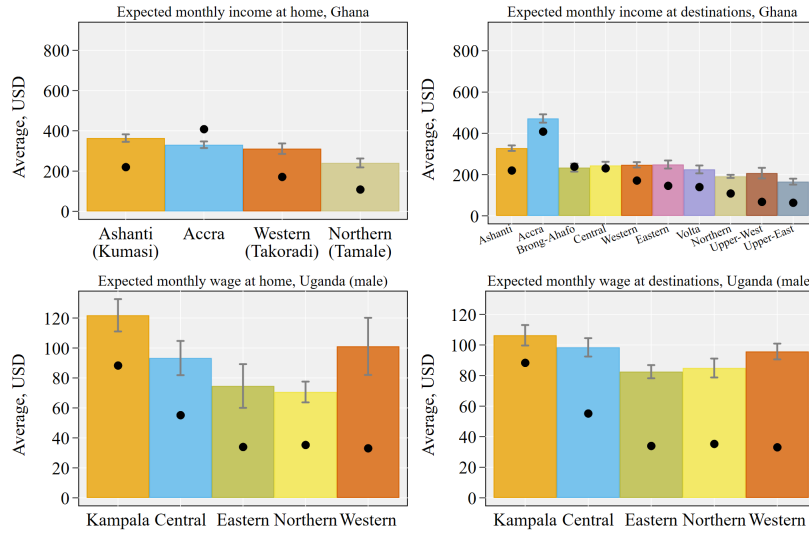 Expected monthly income at home, Ghana
Average, USD
800
600
400
200
0
Ashanti (Kumasi)
Accra
Western (Takoradi)
Northern (Tamale)
Expected monthly income at destinations, Ghana
Average, USD
800
600
400
200
0
Ashanti
Accra
Brong-Ahafo
Central
Western
Eastern
Volta
Northern
Upper-West
Upper-East
Expected monthly wage at home, Uganda (male)
Average, USD
120
100
80
60
40
20
0
Kampala Central Eastern Northern Western
Expected monthly wage at destinations, Uganda (male
Average, USD
120
100
80
60
40
20
0
Kampala Central Eastern Northern Western